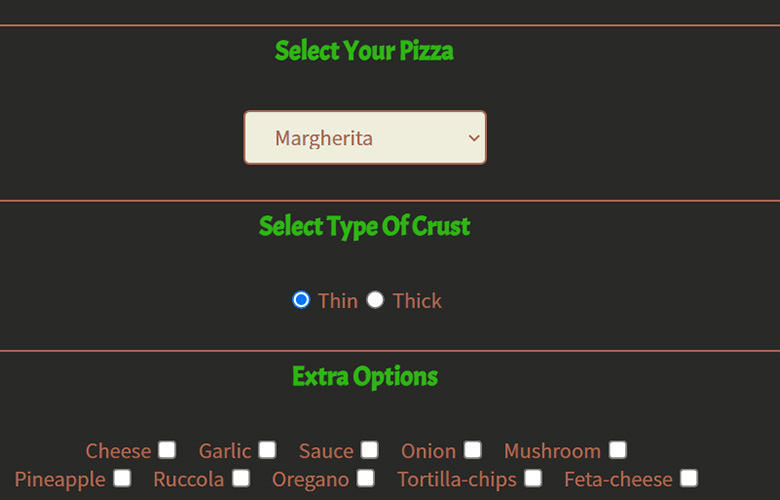 Select Your Pizza
Margherita
Select Type Of Crust
Thin Thick
Extra Options
Cheese Garlic Sauce Onion Mushroom
Pineapple Ruccola Oregano Tortilla-chips Feta-cheese